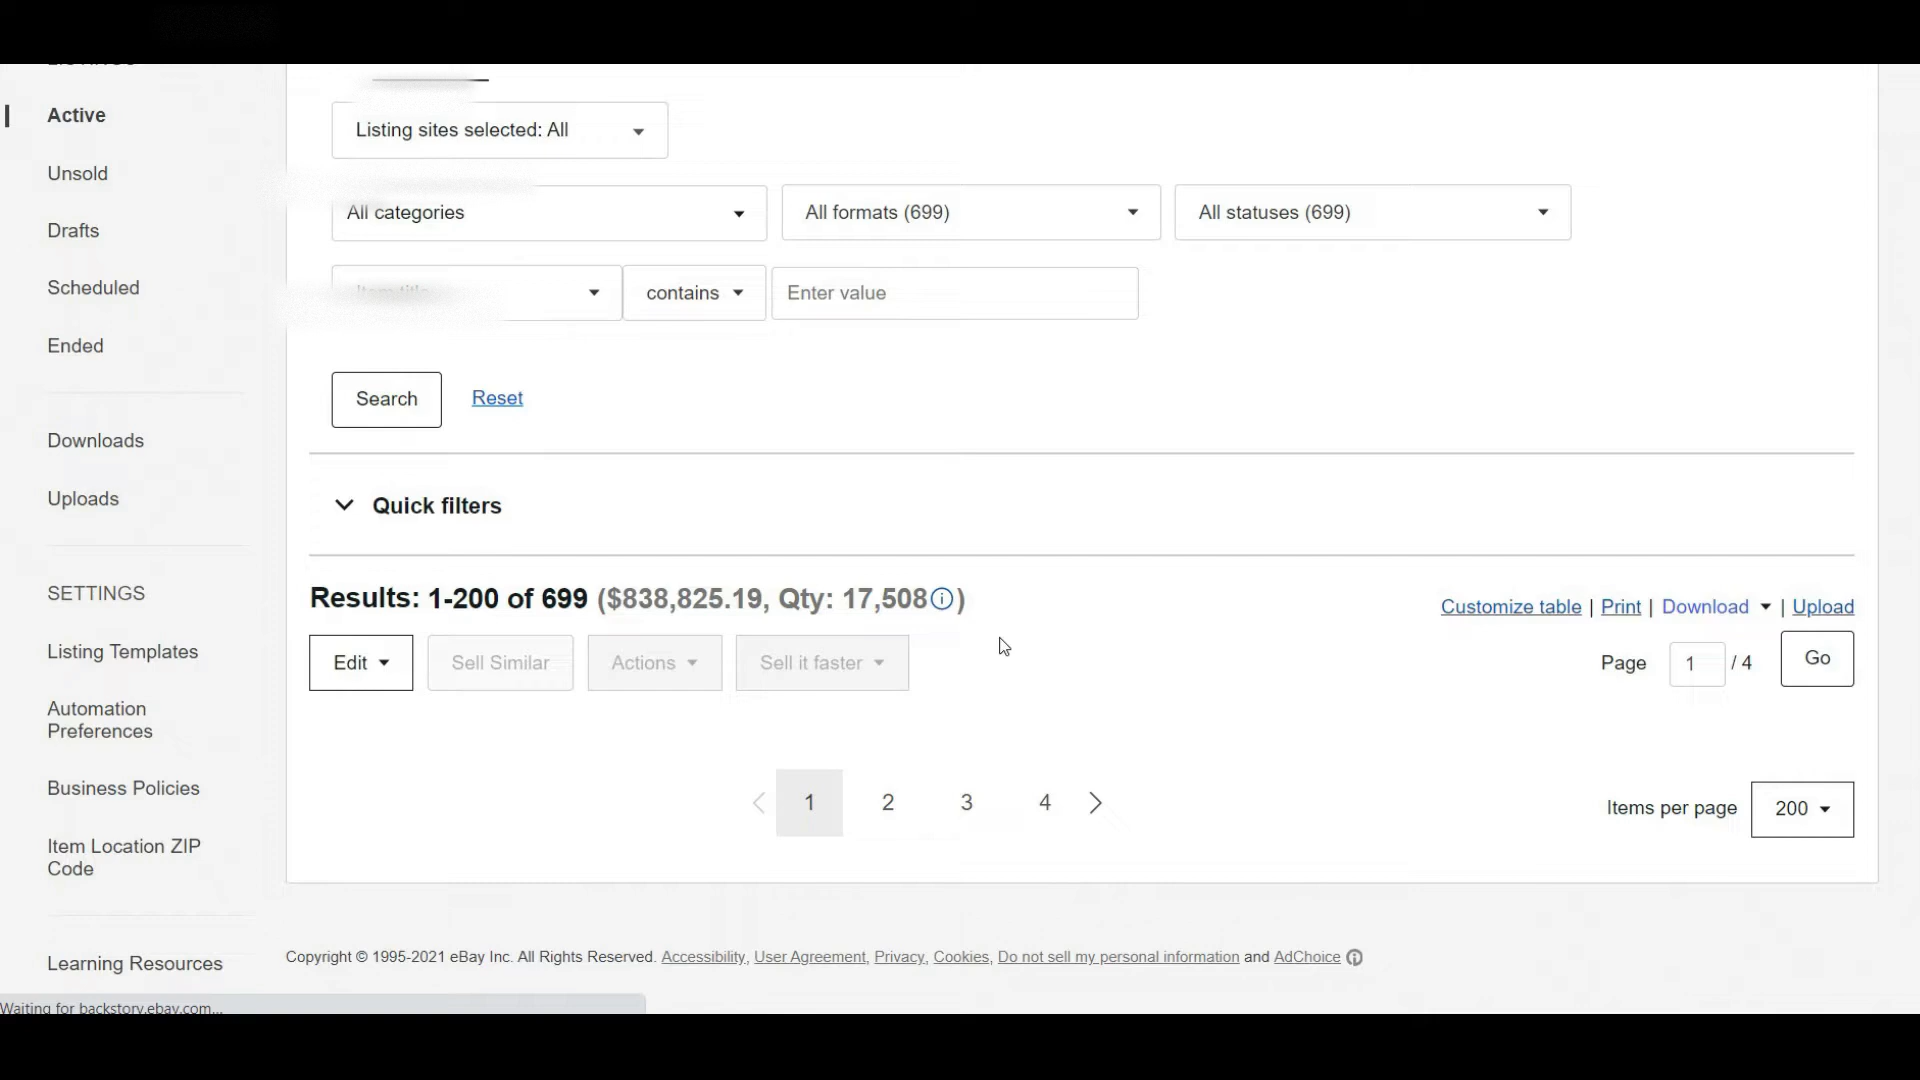 Active
Unsold
Drafts
Scheduled
Ended
Downloads
Uploads
SETTINGS
Listing Templates
Automation
Preferences
Business Policies
Item Location ZIP
Code
Learning Resources
Listing sites selected: All
All categories
All formats (699)
All statuses (699)
contains
Enter value
Search
Reset
Quick filters
Results: 1-200 of 699 ($838,825.19, Qty: 17,508)
Customize table | Print | Download | Upload
Edit
Sell Similar
Actions
Sell it faster
Page 1 / 4
Go
1 2 3 4
Items per page 200
Copyright © 1995-2021 eBay Inc. All Rights Reserved. Accessibility, User Agreement, Privacy, Cookies, Do not sell my personal information and AdChoice
Waiting for backstory.ebay.com...